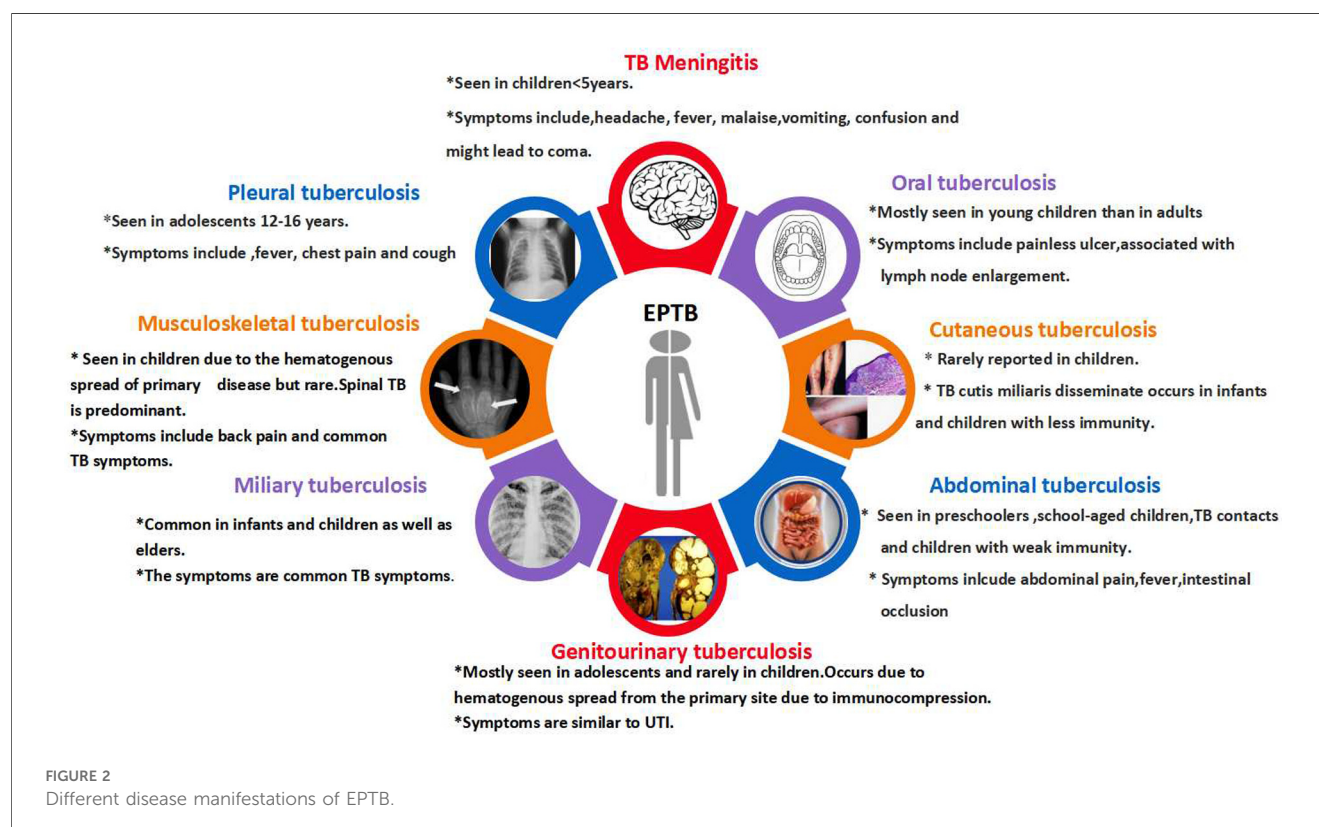 TB Meningitis
*Seen in children<5years.
*Symptoms include,headache, fever, malaise,vomiting, confusion and
might lead to coma.
Pleural tuberculosis
*Seen in adolescents 12-16 years.
*Symptoms include ,fever, chest pain and cough
Oral tuberculosis
*Mostly seen in young children than in adults
*Symptoms include painless ulcer,associated with
lymph node enlargement.
EPTB
Musculoskeletal tuberculosis
* Seen in children due to the hematogenous
spread of primary disease but rare.Spinal TB
is predominant.
*Symptoms include back pain and common
TB symptoms.
Cutaneous tuberculosis
* Rarely reported in children.
* TB cutis miliaris disseminate occurs in infants
and children with less immunity.
Miliary tuberculosis
*Common in infants and children as well as
elders.
*The symptoms are common TB symptoms.
Abdominal tuberculosis
* Seen in preschoolers ,school-aged children,TB contacts
and children with weak immunity.
* Symptoms inlcude abdominal pain,fever,intestinal
occlusion
Genitourinary tuberculosis
*Mostly seen in adolescents and rarely in children.Occurs due to
hematogenous spread from the primary site due to immunocompression.
*Symptoms are similar to UTI.
FIGURE 2
Different disease manifestations of EPTB.